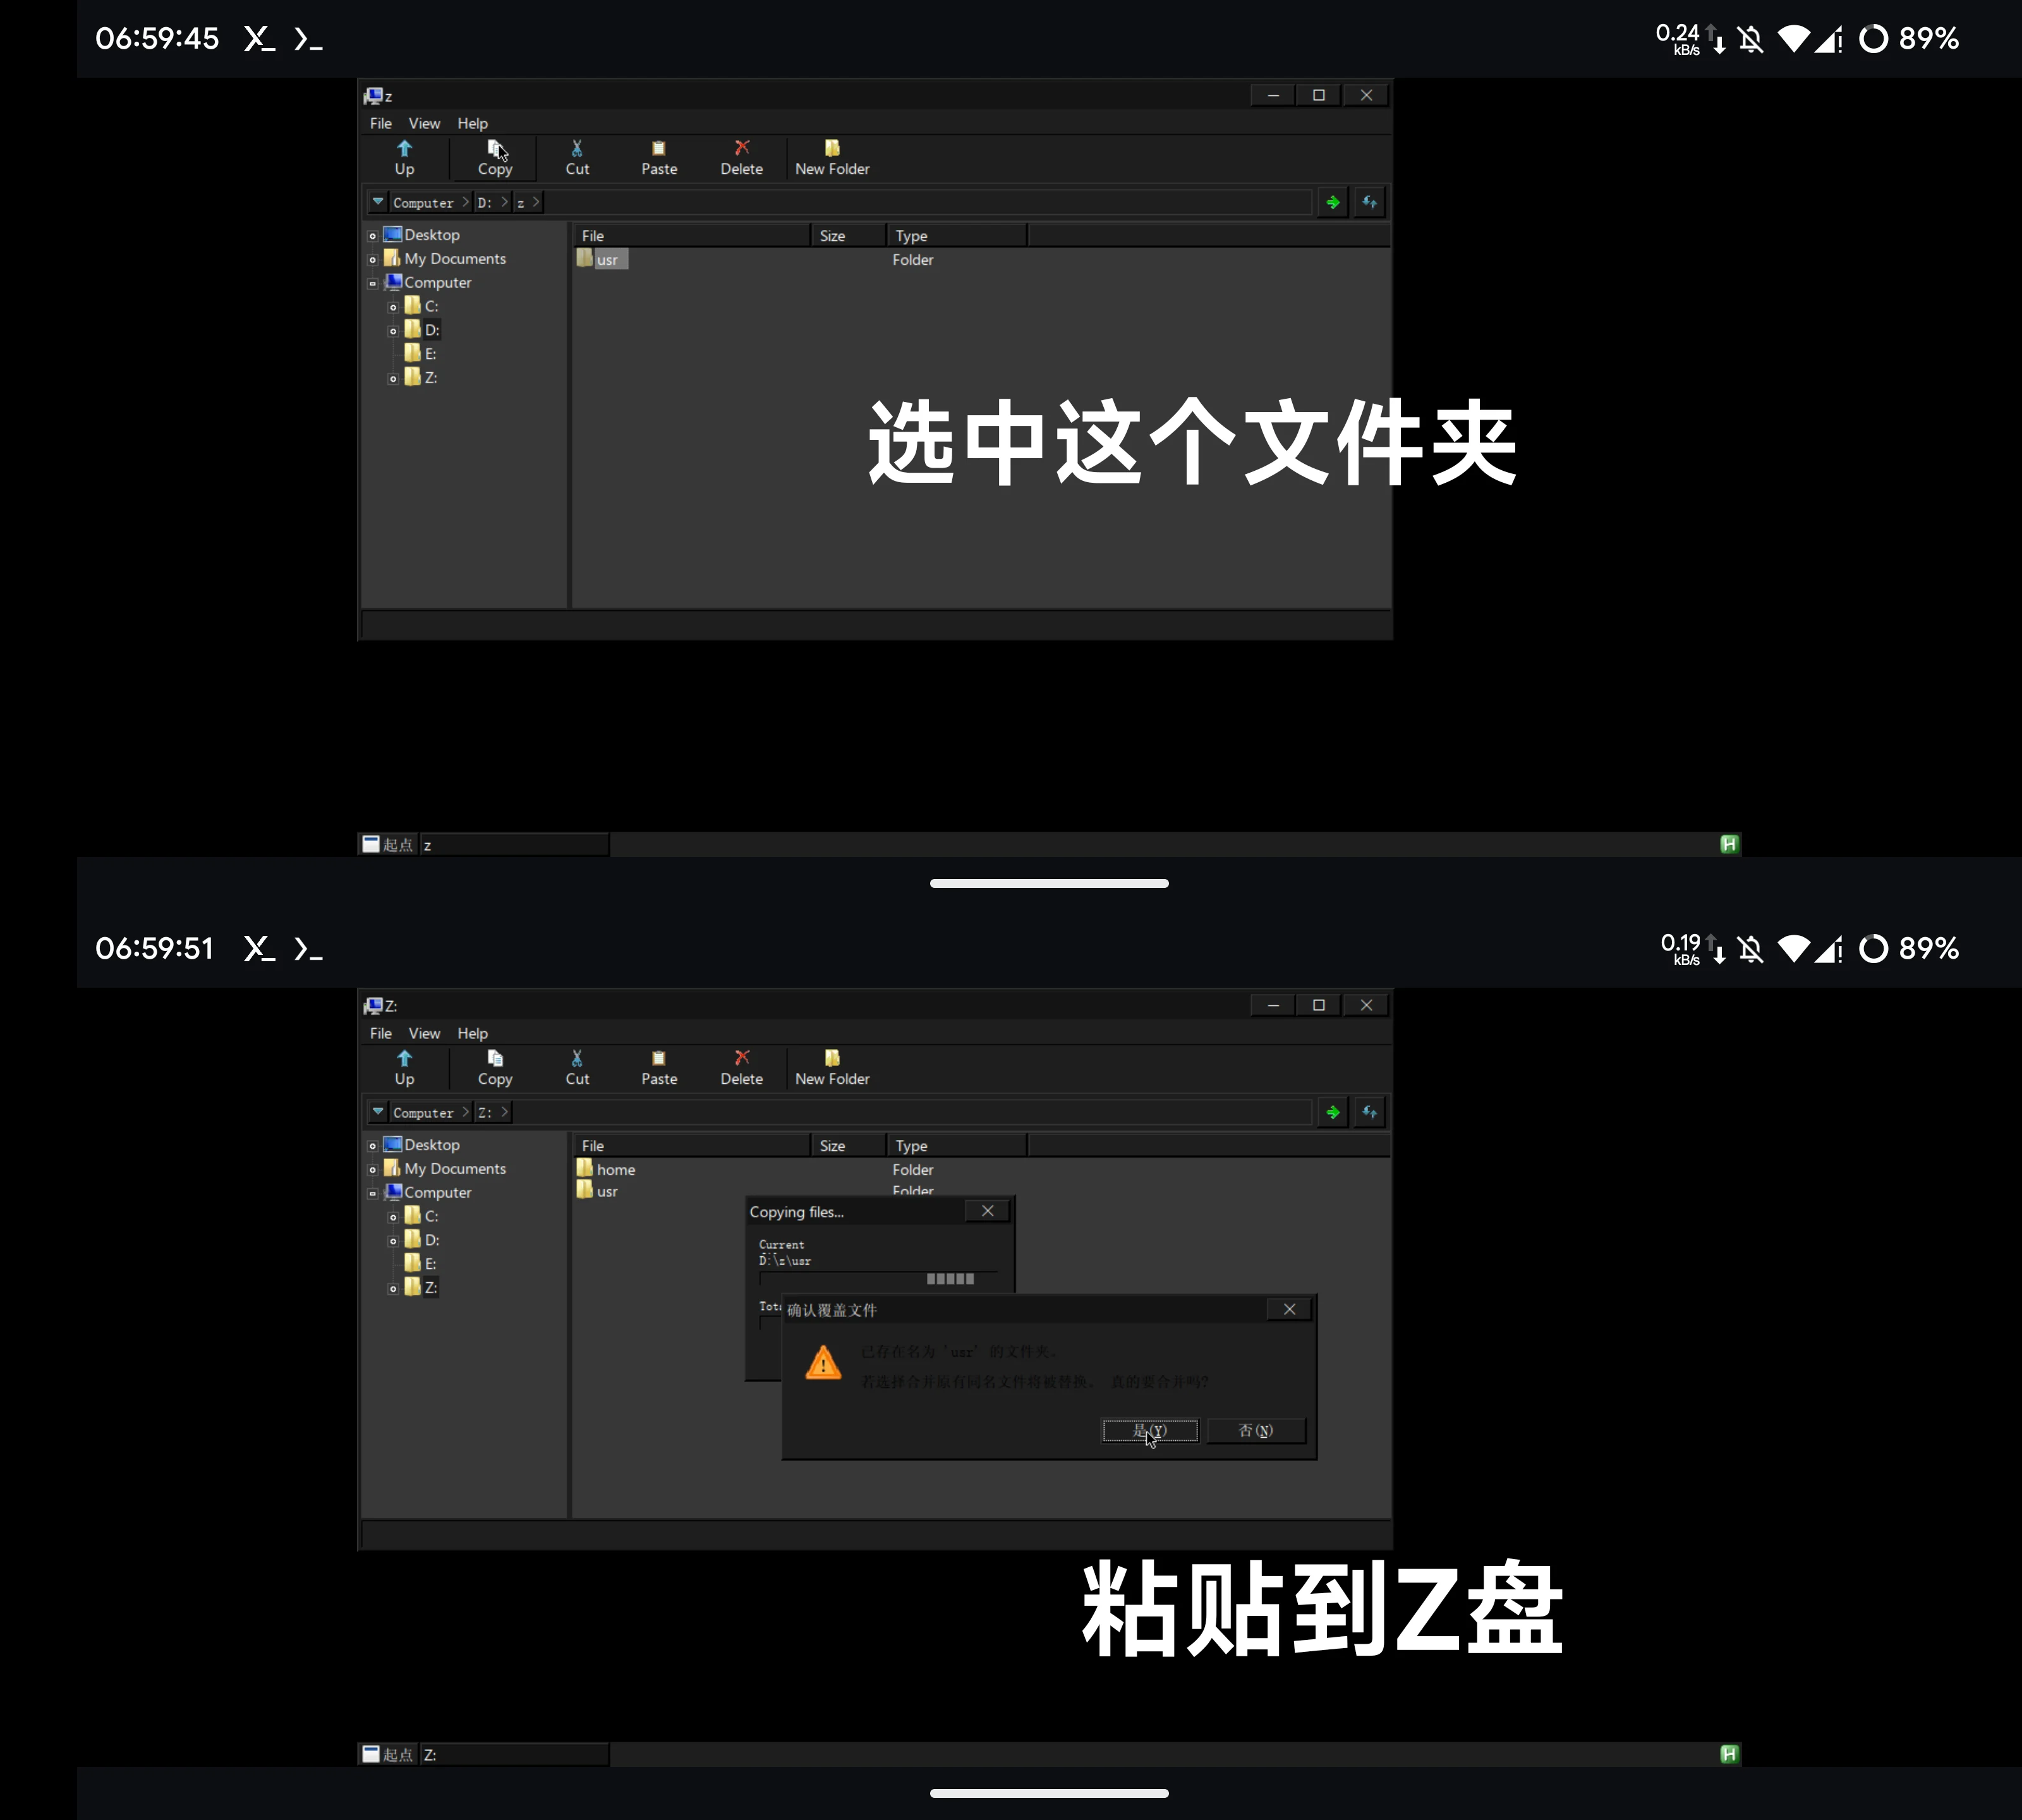 06:59:45
0.24 kB/s
89%
z
File View Help
Up Copy Cut Paste Delete New Folder
Computer > D: > z >
Desktop
My Documents
Computer
C:
D:
E:
Z:
File Size Type
usr Folder
选中这个文件夹
起点 z
H
06:59:51
0.19 kB/s
89%
Z:
File View Help
Up Copy Cut Paste Delete New Folder
Computer > Z: >
Desktop
My Documents
Computer
C:
D:
E:
Z:
File Size Type
home Folder
usr Folder
Copying files...
Current
D:\z\usr
确认覆盖文件
已存在名为 'usr' 的文件夹。
若选择合并原有同名文件将被替换。 真的要合并吗?
是(Y) 否(N)
粘贴到Z盘
起点 Z:
H